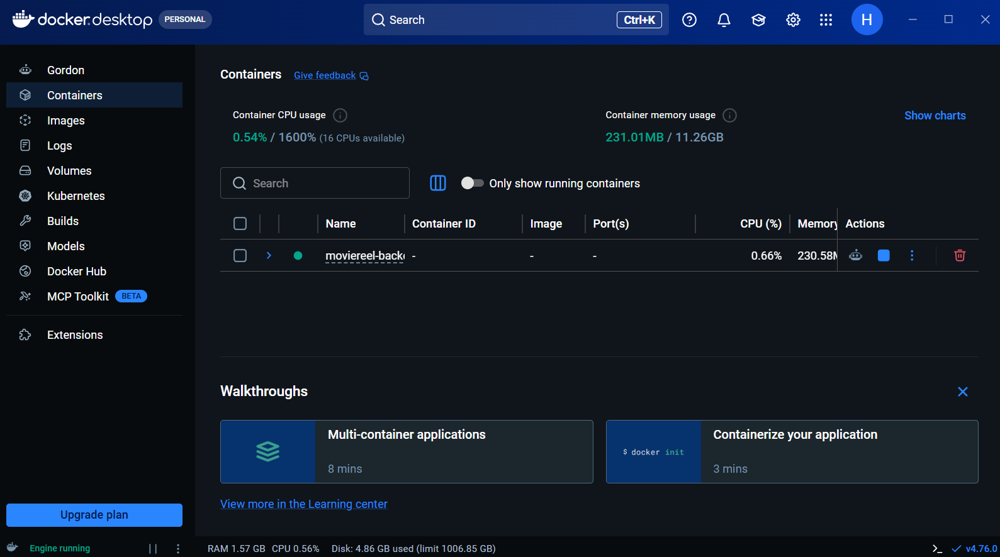 docker.desktop PERSONAL
Search Ctrl+K
H
Gordon
Containers
Images
Logs
Volumes
Kubernetes
Builds
Models
Docker Hub
MCP Toolkit BETA
Extensions
Upgrade plan
Containers Give feedback
Container CPU usage
0.54% / 1600% (16 CPUs available)
Container memory usage
231.01MB / 11.26GB
Show charts
Search
Only show running containers
Name Container ID Image Port(s) CPU (%) Memory Actions
moviereel-back - - - 0.66% 230.58M
Walkthroughs
Multi-container applications
8 mins
$ docker init
Containerize your application
3 mins
View more in the Learning center
Engine running RAM 1.57 GB CPU 0.56% Disk: 4.86 GB used (limit 1006.85 GB) v4.76.0